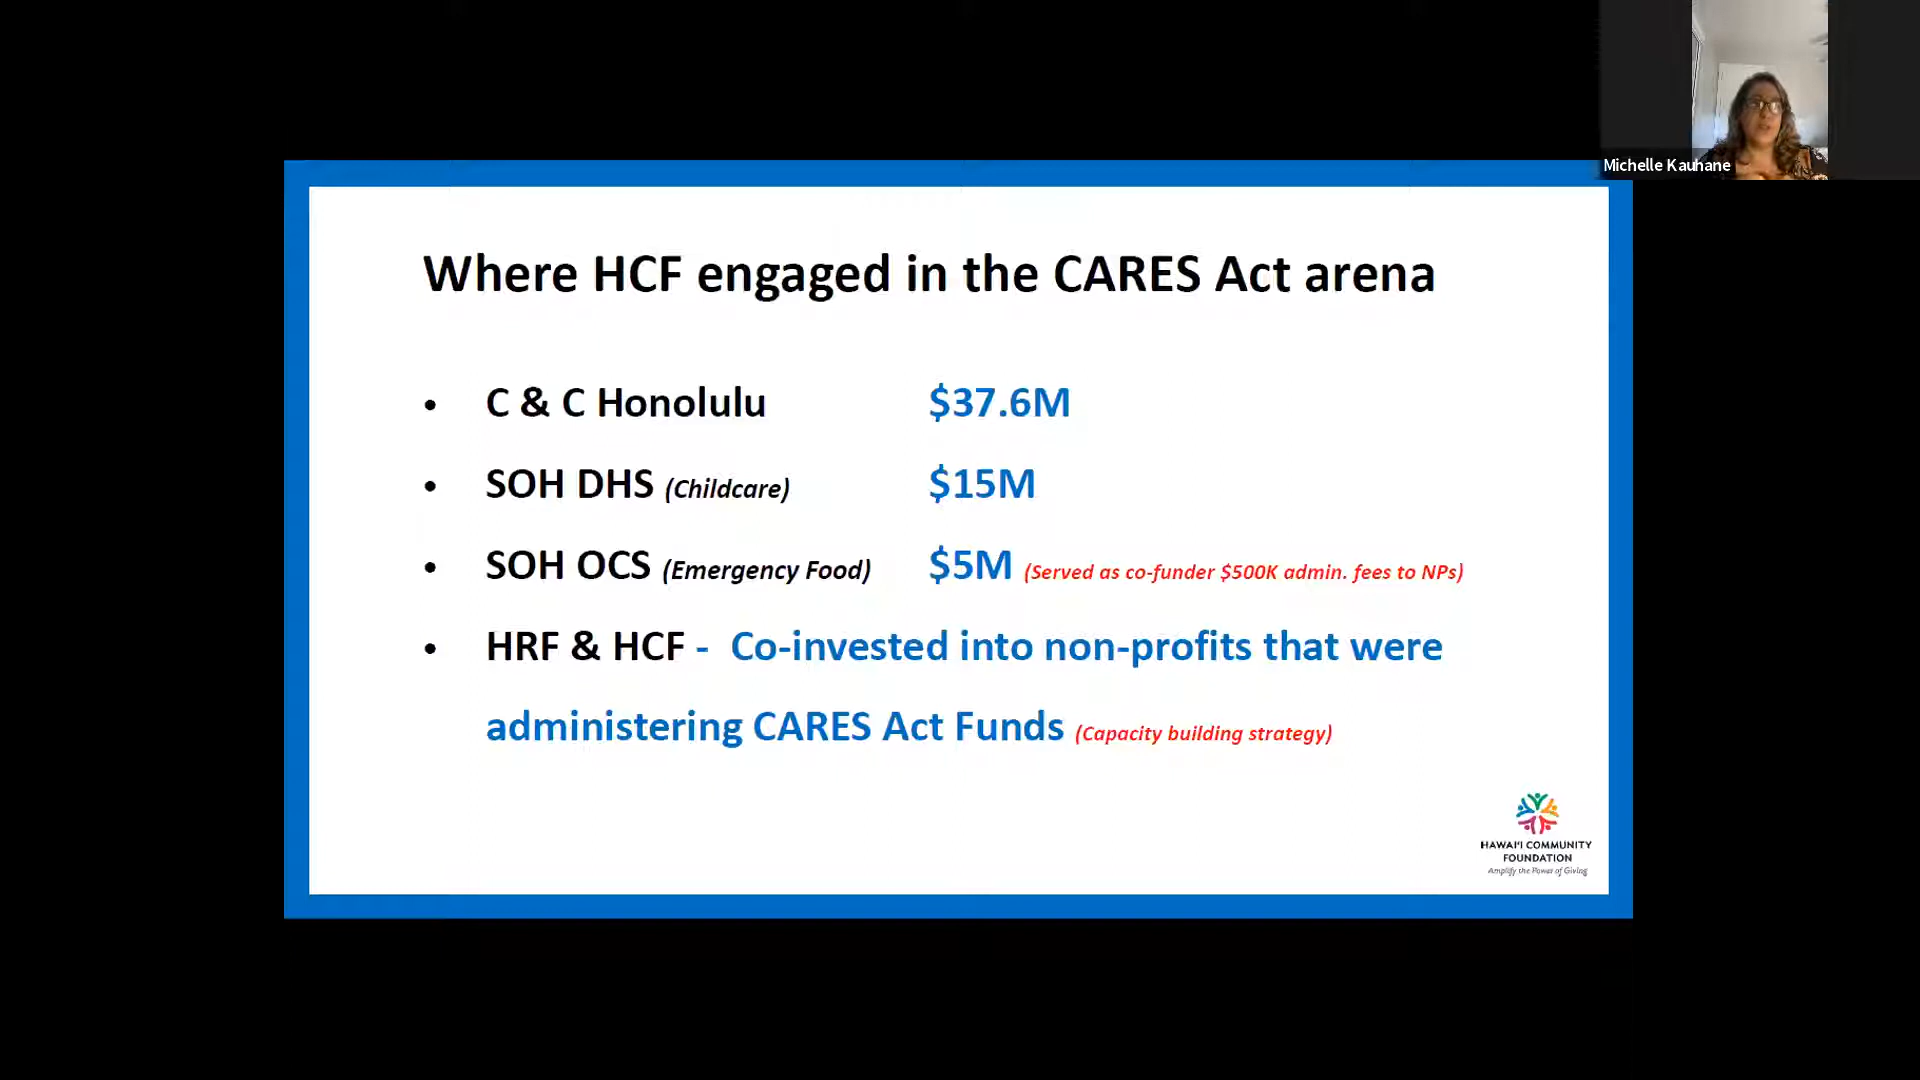 Michelle Kauhane
Where HCF engaged in the CARES Act arena
• C & C Honolulu $37.6M
• SOH DHS (Childcare) $15M
• SOH OCS (Emergency Food) $5M (Served as co-funder $500K admin. fees to NPs)
• HRF & HCF - Co-invested into non-profits that were
administering CARES Act Funds (Capacity building strategy)
HAWAIʻI COMMUNITY
FOUNDATION
Amplify the Power of Giving